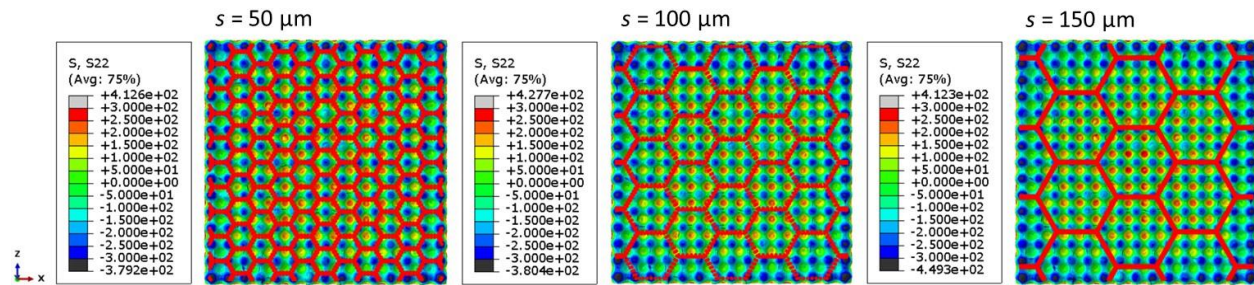 s = 50 μm
S, S22
(Avg: 75%)
+4.126e+02
+3.000e+02
+2.500e+02
+2.000e+02
+1.500e+02
+1.000e+02
+5.000e+01
+0.000e+00
-5.000e+01
-1.000e+02
-1.500e+02
-2.000e+02
-2.500e+02
-3.000e+02
-3.792e+02
z
x
s = 100 μm
S, S22
(Avg: 75%)
+4.277e+02
+3.000e+02
+2.500e+02
+2.000e+02
+1.500e+02
+1.000e+02
+5.000e+01
+0.000e+00
-5.000e+01
-1.000e+02
-1.500e+02
-2.000e+02
-2.500e+02
-3.000e+02
-3.804e+02
s = 150 μm
S, S22
(Avg: 75%)
+4.123e+02
+3.000e+02
+2.500e+02
+2.000e+02
+1.500e+02
+1.000e+02
+5.000e+01
+0.000e+00
-5.000e+01
-1.000e+02
-1.500e+02
-2.000e+02
-2.500e+02
-3.000e+02
-4.493e+02